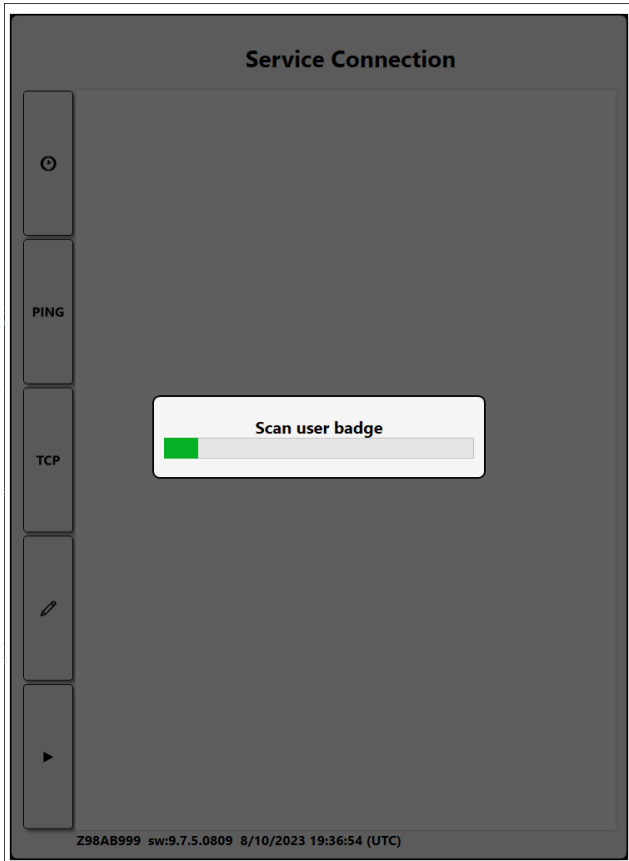 Service Connection
PING
Scan user badge
TCP
Z98AB999 sw:9.7.5.0809 8/10/2023 19:36:54 (UTC)